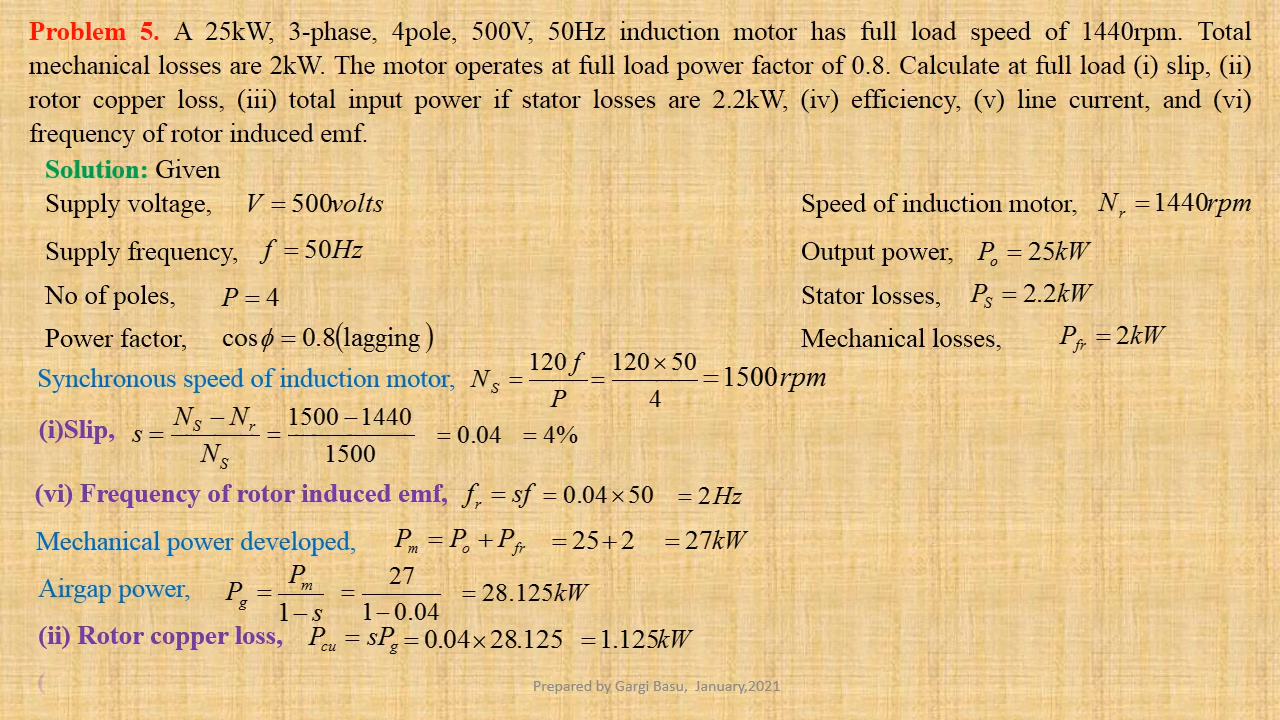 Problem 5. A 25kW, 3-phase, 4pole, 500V, 50Hz induction motor has full load speed of 1440rpm. Total
mechanical losses are 2kW. The motor operates at full load power factor of 0.8. Calculate at full load (i) slip, (ii)
rotor copper loss, (iii) total input power if stator losses are 2.2kW, (iv) efficiency, (v) line current, and (vi)
frequency of rotor induced emf.
Solution: Given
Supply voltage, V = 500volts
Speed of induction motor, N_r = 1440rpm
Supply frequency, f = 50Hz
Output power, P_o = 25kW
No of poles, P = 4
Stator losses, P_S = 2.2kW
Power factor, cosϕ = 0.8(lagging)
Mechanical losses, P_fr = 2kW
Synchronous speed of induction motor, N_S = 120f / P = 120×50 / 4 = 1500rpm
(i)Slip, s = N_S − N_r / N_S = 1500−1440 / 1500 = 0.04 = 4%
(vi) Frequency of rotor induced emf, f_r = sf = 0.04×50 = 2Hz
Mechanical power developed, P_m = P_o + P_fr = 25+2 = 27kW
Airgap power, P_g = P_m / 1−s = 27 / 1−0.04 = 28.125kW
(ii) Rotor copper loss, P_cu = sP_g = 0.04×28.125 = 1.125kW
(
Prepared by Gargi Basu, January,2021